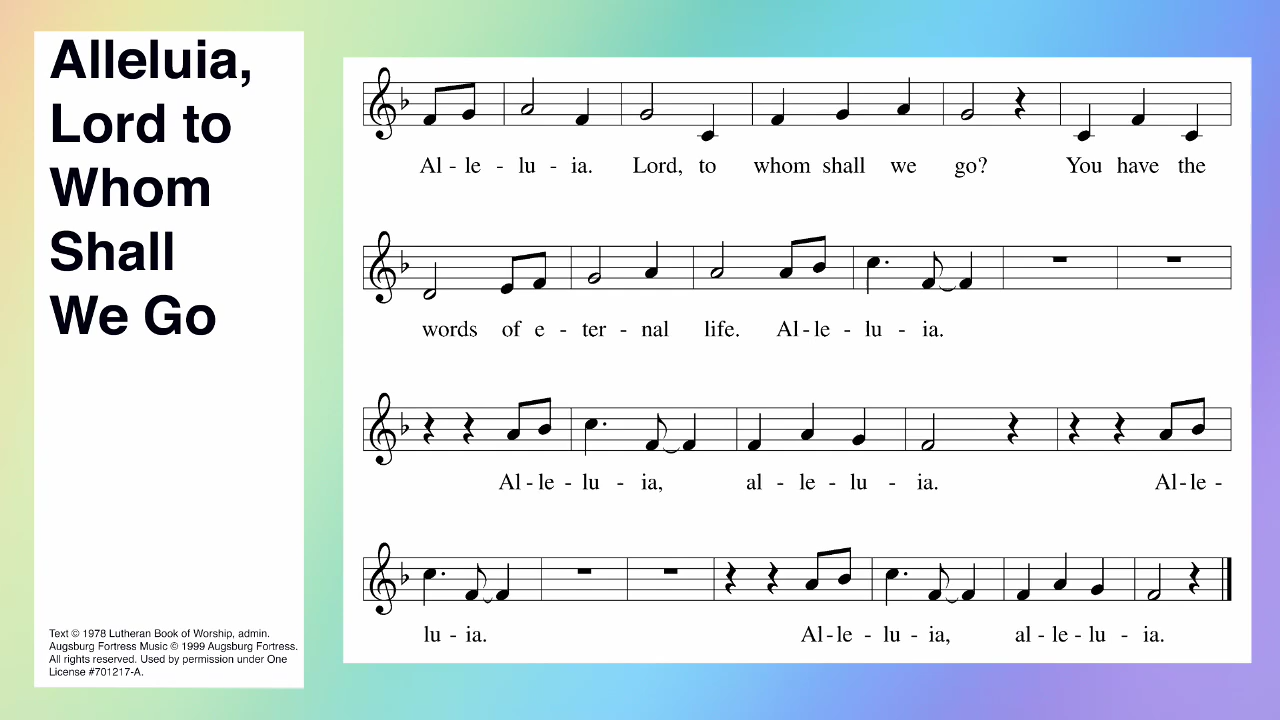 Alleluia,
Lord to
Whom
Shall
We Go
Text © 1978 Lutheran Book of Worship, admin.
Augsburg Fortress Music © 1999 Augsburg Fortress.
All rights reserved. Used by permission under One
License #701217-A.
Al - le - lu - ia. Lord, to whom shall we go? You have the
words of e - ter - nal life. Al - le - lu - ia.
Al - le - lu - ia, al - le - lu - ia. Al - le -
lu - ia. Al - le - lu - ia, al - le - lu - ia.